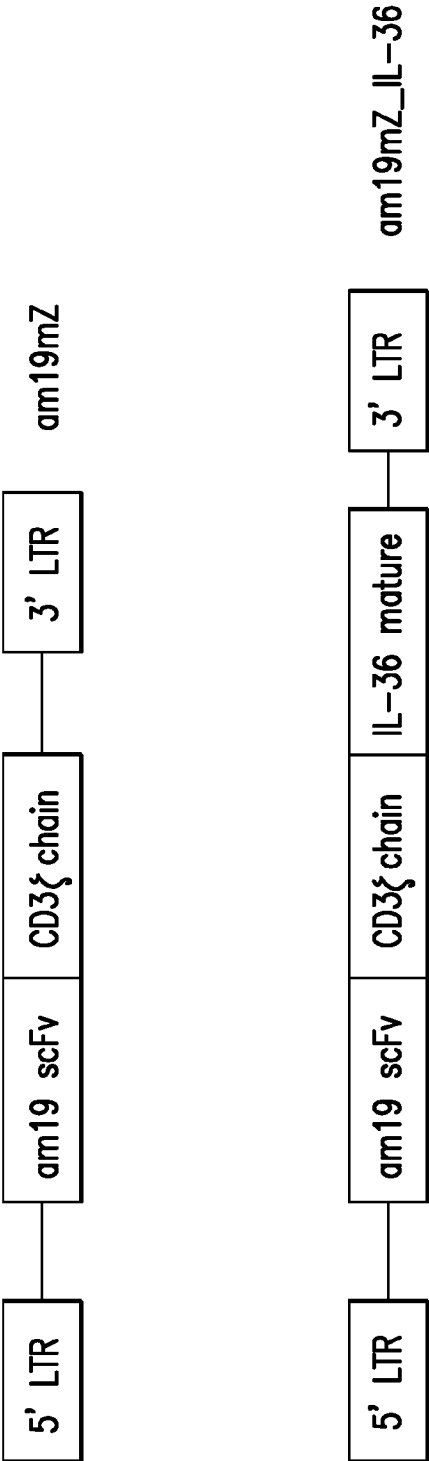 5' LTR
am19 scFv
CD3ζ chain
3' LTR
am19mZ
5' LTR
am19 scFv
CD3ζ chain
IL-36 mature
3' LTR
am19mZ_IL-36